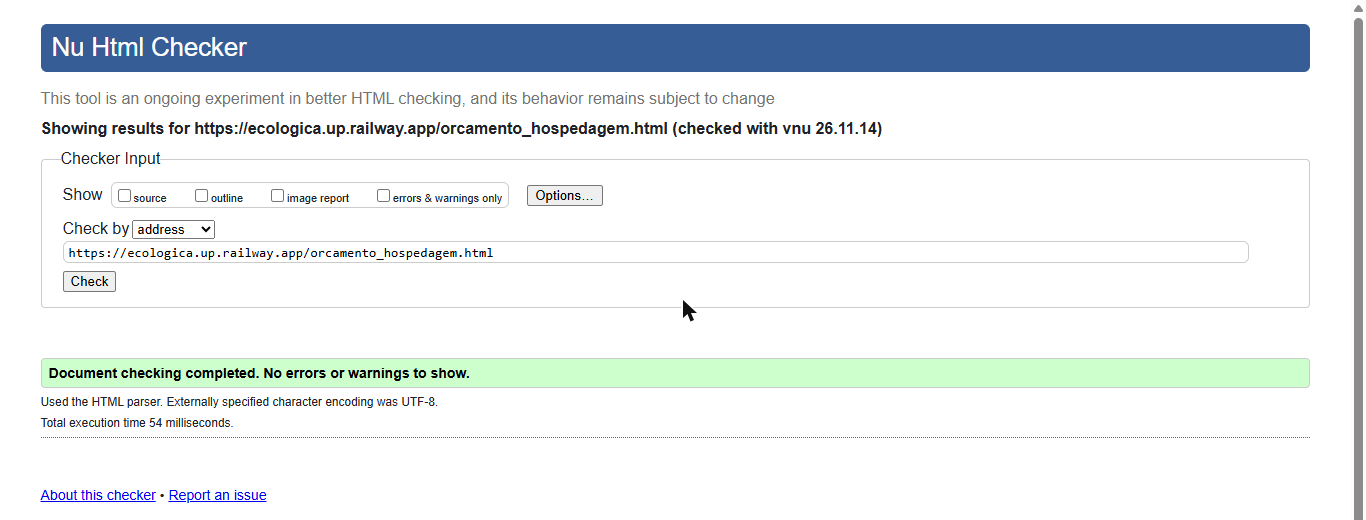 Nu Html Checker
This tool is an ongoing experiment in better HTML checking, and its behavior remains subject to change
Showing results for https://ecologica.up.railway.app/orcamento_hospedagem.html (checked with vnu 26.11.14)
Checker Input
Show source outline image report errors & warnings only Options...
Check by address
https://ecologica.up.railway.app/orcamento_hospedagem.html
Check
Document checking completed. No errors or warnings to show.
Used the HTML parser. Externally specified character encoding was UTF-8.
Total execution time 54 milliseconds.
About this checker • Report an issue